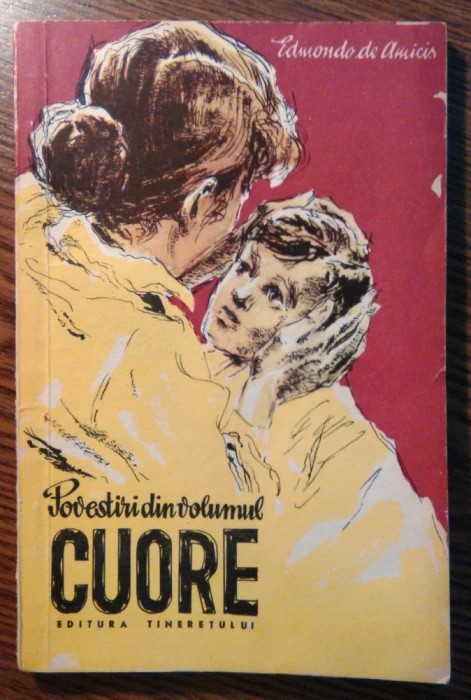 Edmondo de Amicis
Povestiri din volumul
CUORE
EDITURA TINERETULUI